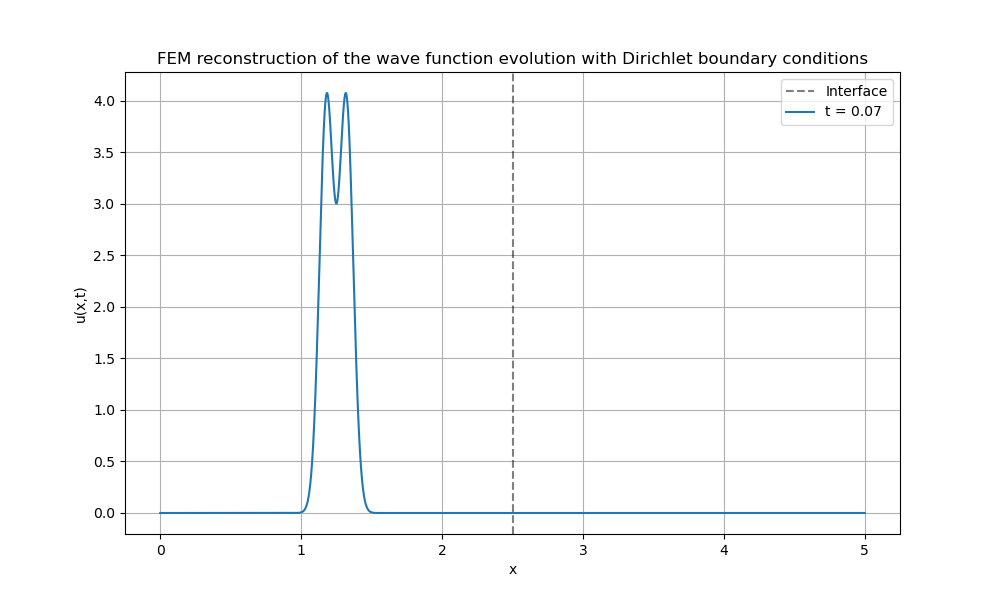 FEM reconstruction of the wave function evolution with Dirichlet boundary conditions
Interface
t = 0.07
u(x,t)
4.0
3.5
3.0
2.5
2.0
1.5
1.0
0.5
0.0
0 1 2 3 4 5
x